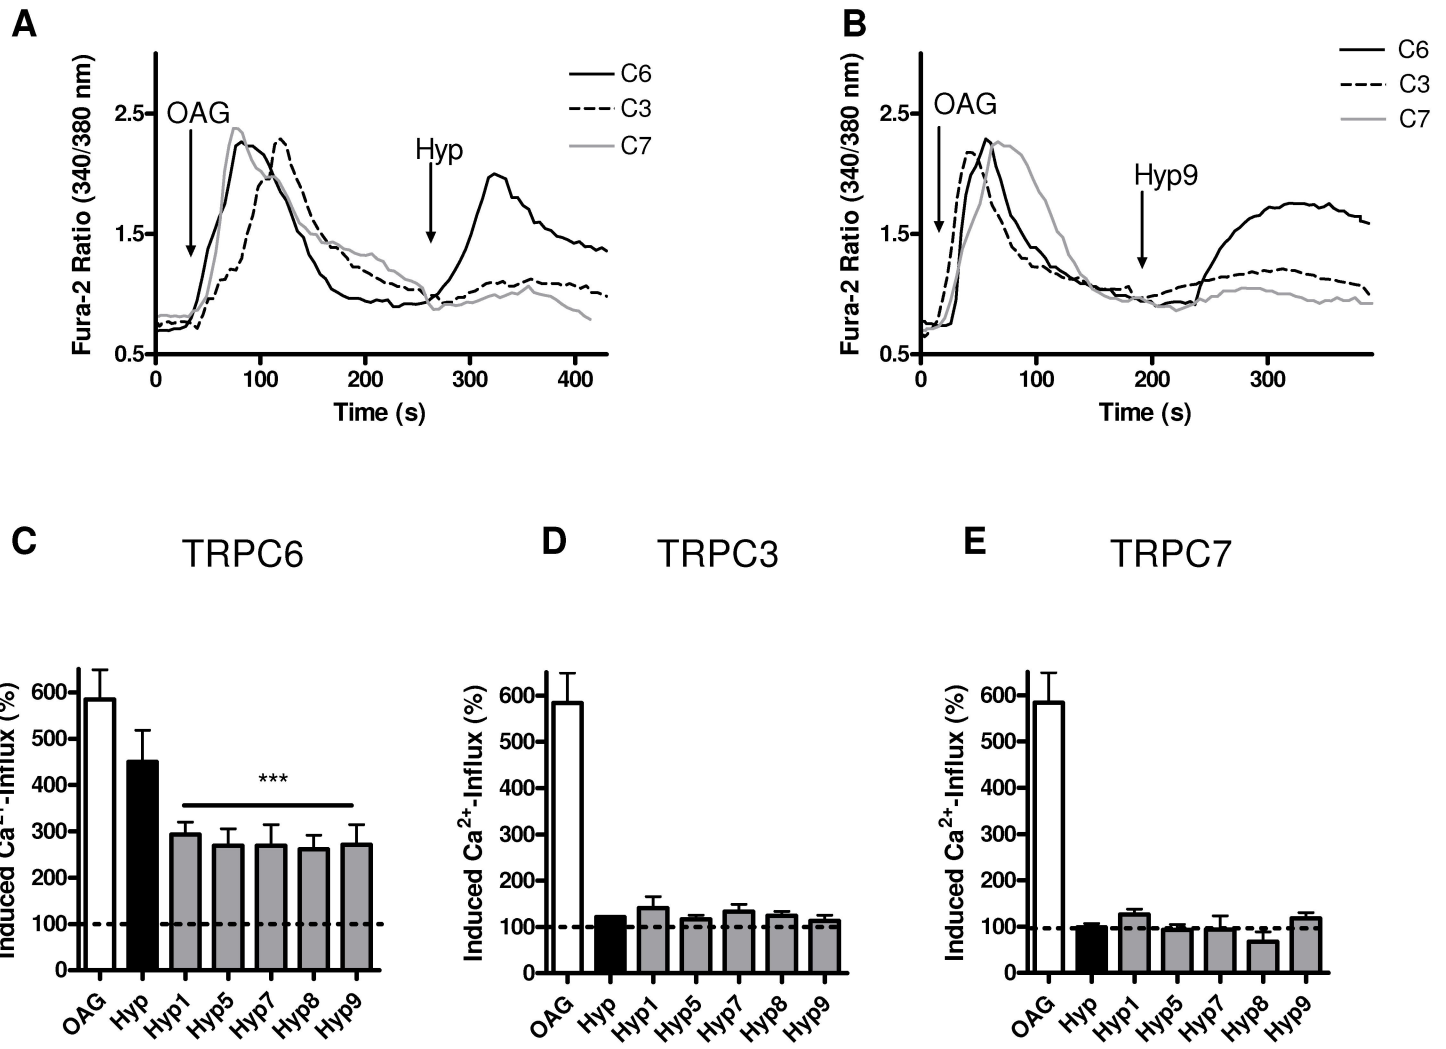 A
Fura-2 Ratio (340/380 nm)
2.5
1.5
0.5
OAG
Hyp
C6
C3
C7
0 100 200 300 400
Time (s)
B
Fura-2 Ratio (340/380 nm)
2.5
1.5
0.5
OAG
Hyp9
C6
C3
C7
0 100 200 300
Time (s)
C
TRPC6
Induced Ca2+-Influx (%)
600
500
400
300
200
100
0
***
OAG Hyp Hyp1 Hyp5 Hyp7 Hyp8 Hyp9
D
TRPC3
Induced Ca2+-Influx (%)
600
500
400
300
200
100
0
OAG Hyp Hyp1 Hyp5 Hyp7 Hyp8 Hyp9
E
TRPC7
Induced Ca2+-Influx (%)
600
500
400
300
200
100
0
OAG Hyp Hyp1 Hyp5 Hyp7 Hyp8 Hyp9